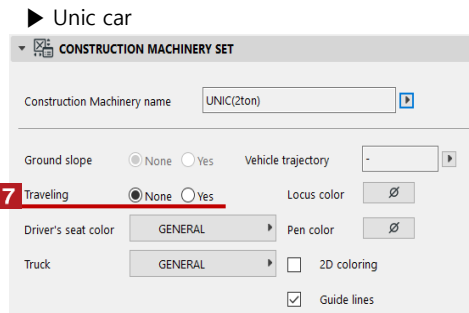 ▶ Unic car
CONSTRUCTION MACHINERY SET
Construction Machinery name UNIC(2ton)
Ground slope None Yes Vehicle trajectory -
7 Traveling None Yes Locus color Ø
Driver's seat color GENERAL Pen color Ø
Truck GENERAL 2D coloring
Guide lines